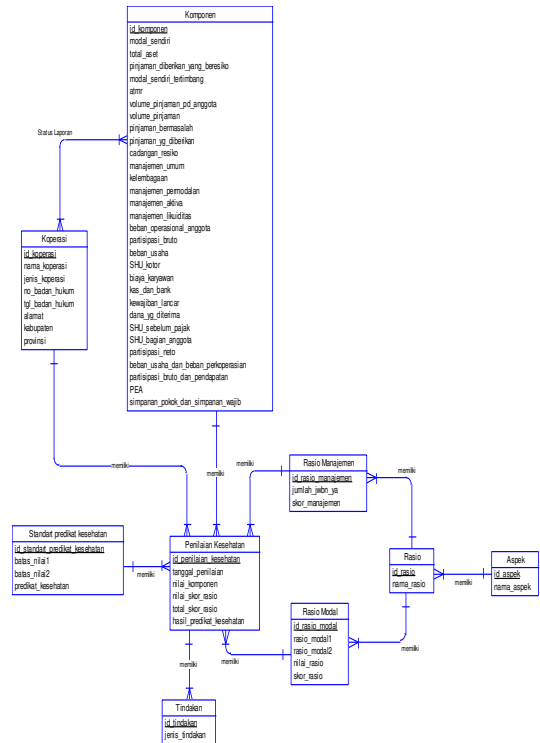 Komponen
id_komponen
modal_sendiri
total_aset
pinjaman_diberikan_yang_beresiko
modal_sendiri_tertimbang
atmr
volume_pinjaman_pd_anggota
volume_pinjaman
pinjaman_bermasalah
pinjaman_yg_diberikan
cadangan_resiko
manajemen_umum
kelembagaan
manajemen_permodalan
manajemen_aktiva
manajemen_likuiditas
beban_operasional_anggota
partisipasi_bruto
beban_usaha
SHU_kotor
biaya_karyawan
kas_dan_bank
kewajiban_lancar
dana_yg_diterima
SHU_sebelum_pajak
SHU_bagian_anggota
partisipasi_neto
beban_usaha_dan_beban_perkoperasian
partisipasi_bruto_dan_pendapatan
PEA
simpanan_pokok_dan_simpanan_wajib
Status Laporan
Koperasi
id_koperasi
nama_koperasi
jenis_koperasi
no_badan_hukum
tgl_badan_hukum
alamat
kabupaten
provinsi
memiliki
memiliki
memiliki
Rasio Manajemen
id_rasio_manajemen
jumlah_jwbn_ya
skor_manajemen
memiliki
Standart predikat kesehatan
id_standart_predikat_kesehatan
batas_nilai1
batas_nilai2
predikat_kesehatan
memiliki
Penilaian Kesehatan
id_penilaian_kesehatan
tanggal_penilaian
nilai_komponen
nilai_skor_rasio
total_skor_rasio
hasil_predikat_kesehatan
Rasio
id_rasio
nama_rasio
memiliki
Aspek
id_aspek
nama_aspek
Rasio Modal
id_rasio_modal
rasio_modal1
rasio_modal2
nilai_rasio
skor_rasio
memiliki
memiliki
memiliki
Tindakan
id_tindakan
jenis_tindakan